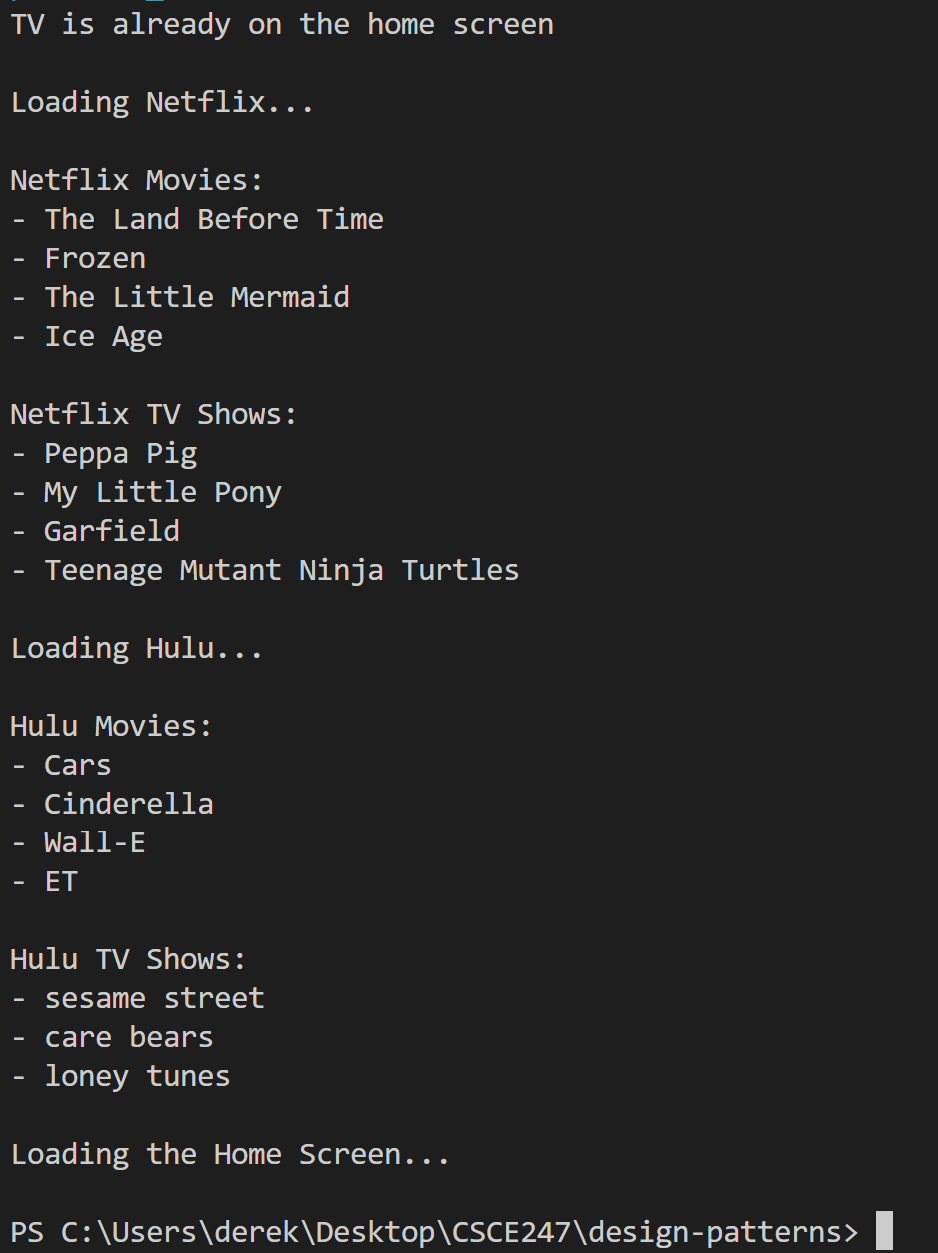 TV is already on the home screen
Loading Netflix...
Netflix Movies:
- The Land Before Time
- Frozen
- The Little Mermaid
- Ice Age
Netflix TV Shows:
- Peppa Pig
- My Little Pony
- Garfield
- Teenage Mutant Ninja Turtles
Loading Hulu...
Hulu Movies:
- Cars
- Cinderella
- Wall-E
- ET
Hulu TV Shows:
- sesame street
- care bears
- loney tunes
Loading the Home Screen...
PS C:\Users\derek\Desktop\CSCE247\design-patterns>